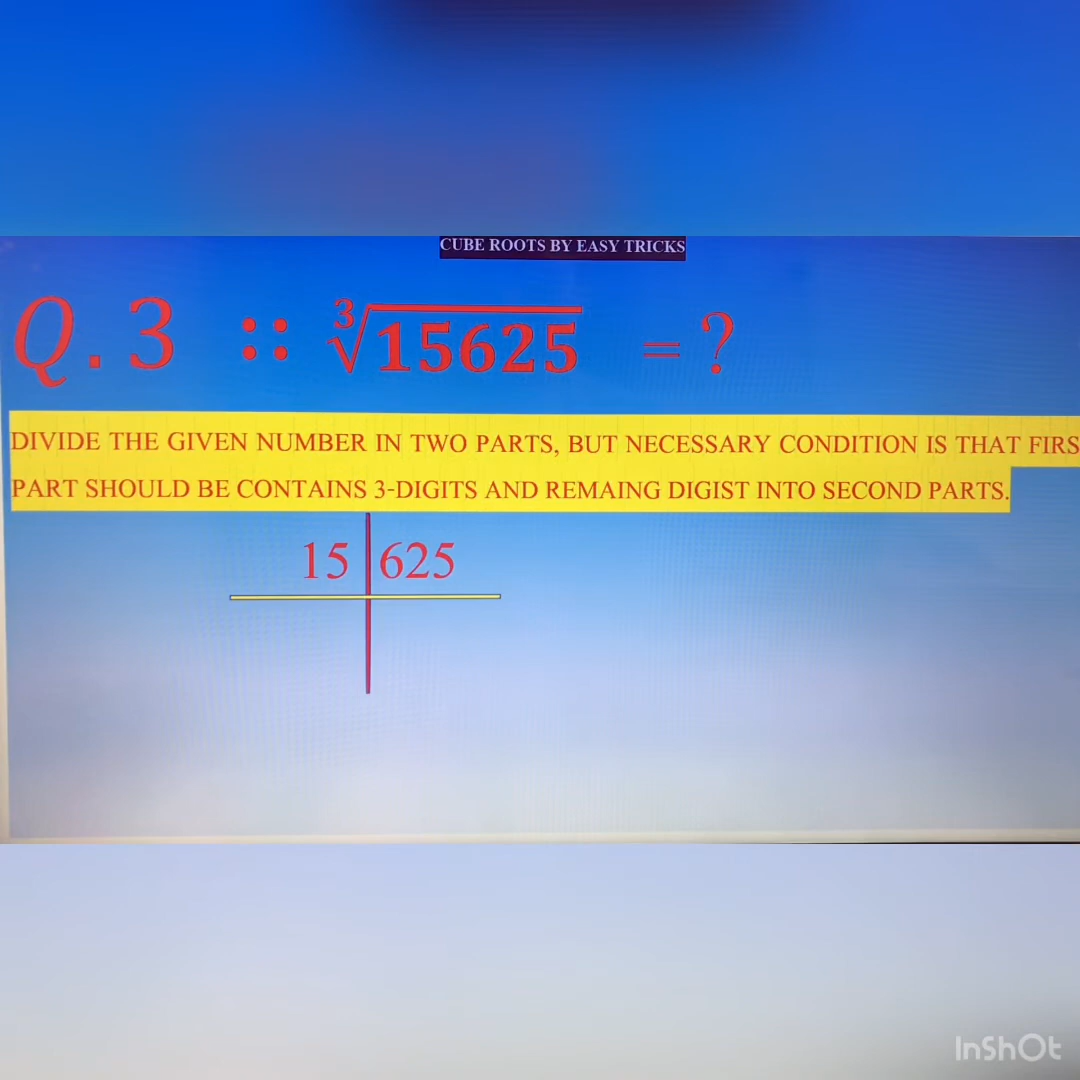 CUBE ROOTS BY EASY TRICKS
Q.3 :: ∛15625 = ?
DIVIDE THE GIVEN NUMBER IN TWO PARTS, BUT NECESSARY CONDITION IS THAT FIRS
PART SHOULD BE CONTAINS 3-DIGITS AND REMAING DIGIST INTO SECOND PARTS.
15 625
InShOt